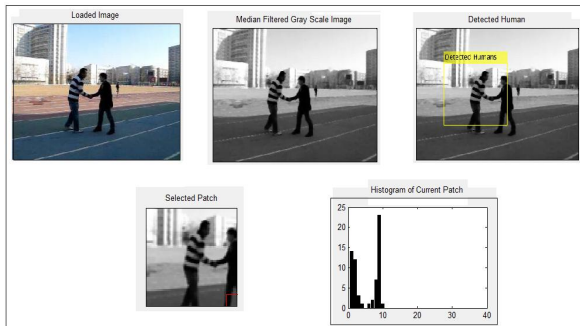 Loaded Image
Median Filtered Gray Scale Image
Detected Human
Detected Humans
Selected Patch
Histogram of Current Patch
25
20
15
10
5
0
0 10 20 30 40